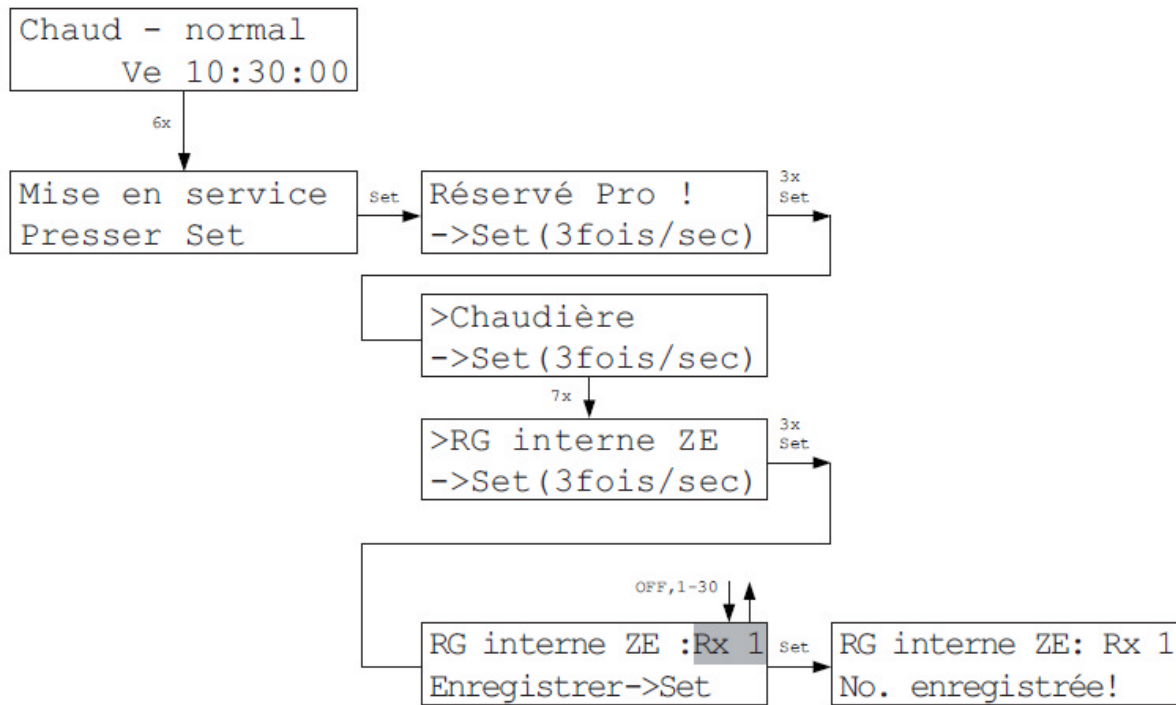 Chaud - normal
Ve 10:30:00
6x
Mise en service
Presser Set
Set
Réservé Pro !
->Set(3fois/sec)
3x
Set
>Chaudière
->Set(3fois/sec)
7x
>RG interne ZE
->Set(3fois/sec)
3x
Set
OFF,1-30
RG interne ZE :Rx 1
Enregistrer->Set
Set
RG interne ZE: Rx 1
No. enregistrée!